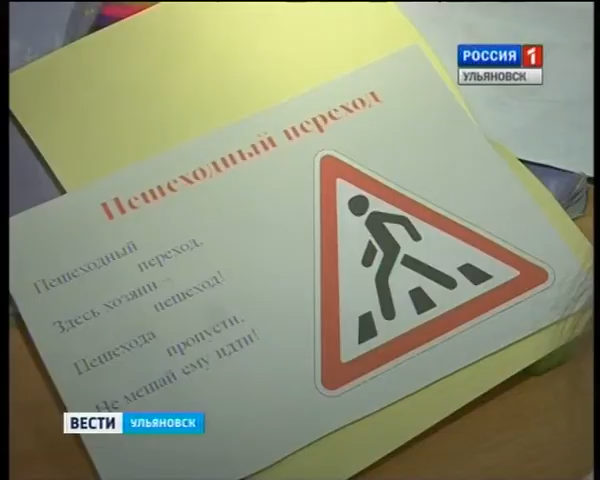 РОССИЯ 1
УЛЬЯНОВСК
Пешеходный переход
Пешеходный
переход,
Здесь хозяин –
пешеход!
Пешехода
пропусти,
Не мешай ему идти!
ВЕСТИ УЛЬЯНОВСК